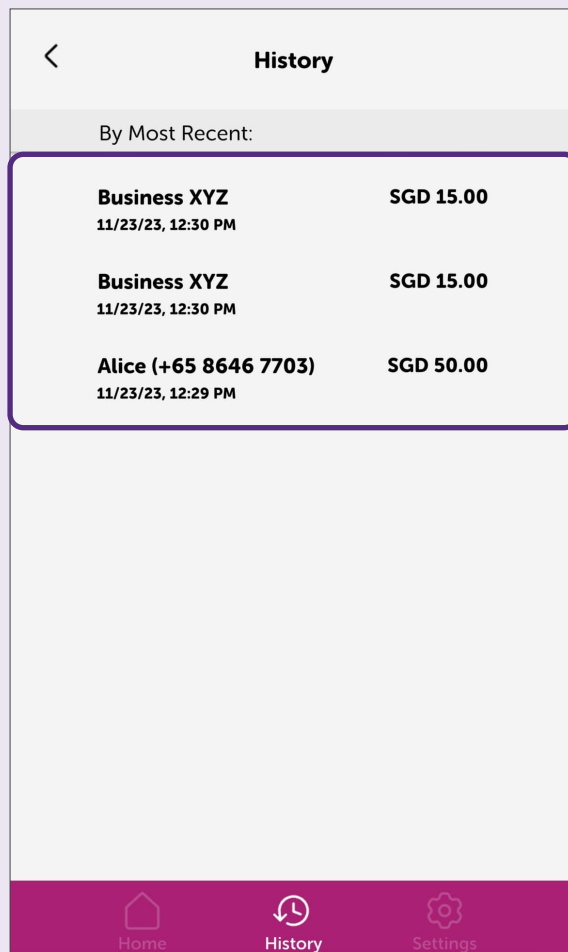 History
By Most Recent:
Business XYZ SGD 15.00
11/23/23, 12:30 PM
Business XYZ SGD 15.00
11/23/23, 12:30 PM
Alice (+65 8646 7703) SGD 50.00
11/23/23, 12:29 PM
Home History Settings